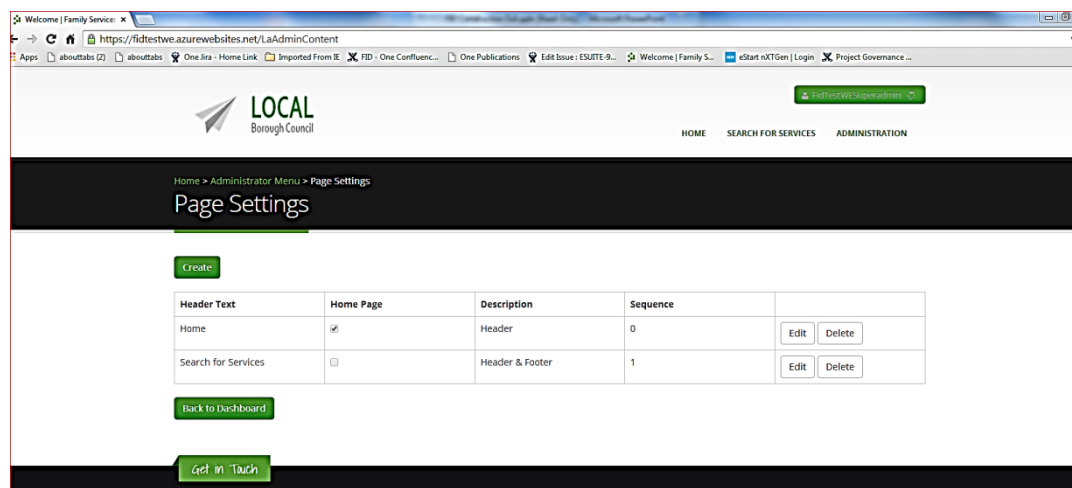 Welcome | Family Service: ×
https://fidtestwe.azurewebsites.net/LaAdminContent
Apps abouttabs (2) abouttabs One Jira - Home Link Imported From IE FID - One Confluenc... One Publications Edit Issue : ESUITE-9... Welcome | Family S... eStart nXTGen | Login Project Governance ...
LOCAL
Borough Council
FidTestWESuperadmin
HOME SEARCH FOR SERVICES ADMINISTRATION
Home > Administrator Menu > Page Settings
Page Settings
Create
Header Text Home Page Description Sequence
Home Header 0 Edit Delete
Search for Services Header & Footer 1 Edit Delete
Back to Dashboard
Get in Touch